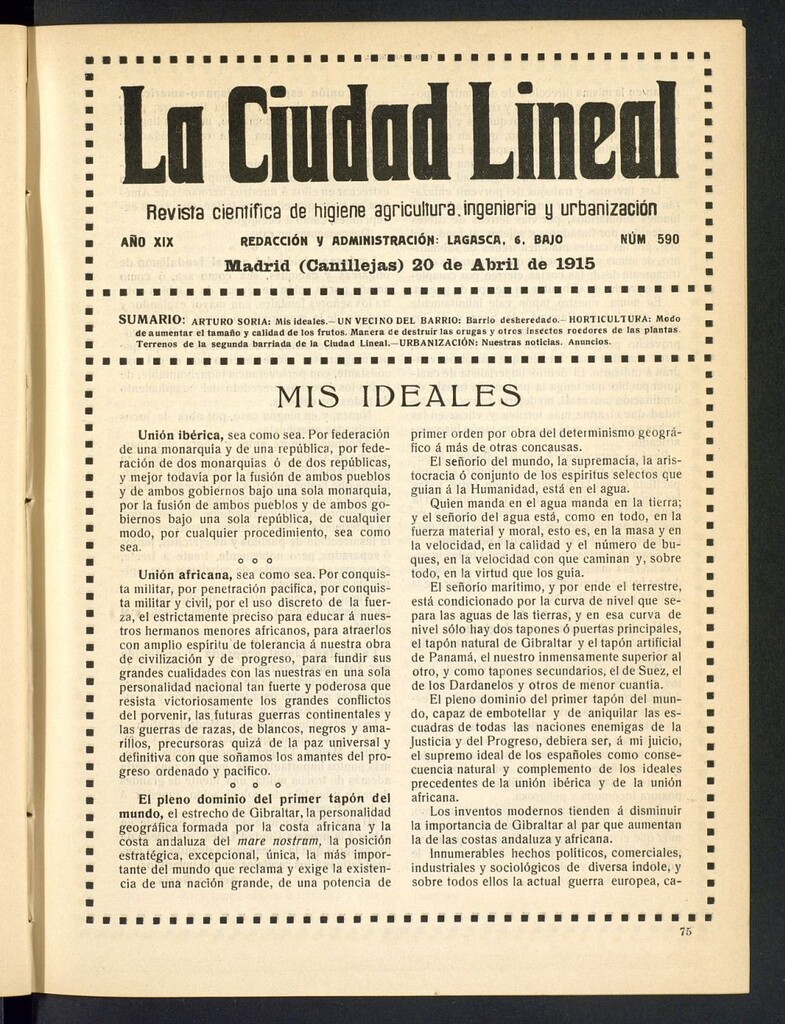 La Ciudad Lineal
Revista científica de higiene agricultura, ingeniería y urbanización
AÑO XIX REDACCIÓN Y ADMINISTRACIÓN: LAGASCA, 6, BAJO NÚM 590
Madrid (Canillejas) 20 de Abril de 1915
SUMARIO: ARTURO SORIA: Mis ideales.—UN VECINO DEL BARRIO: Barrio desheredado.—HORTICULTURA: Modo
de aumentar el tamaño y calidad de los frutos. Manera de destruir las orugas y otros insectos roedores de las plantas.
Terrenos de la segunda barriada de la Ciudad Lineal.—URBANIZACIÓN: Nuestras noticias. Anuncios.
MIS IDEALES
Unión ibérica, sea como sea. Por federación
de una monarquía y de una república, por fede-
ración de dos monarquias ó de dos repúblicas,
y mejor todavía por la fusión de ambos pueblos
y de ambos gobiernos bajo una sola monarquía,
por la fusión de ambos pueblos y de ambos go-
biernos bajo una sola república, de cualquier
modo, por cualquier procedimiento, sea como
sea.
o o o
Unión africana, sea como sea. Por conquis-
ta militar, por penetración pacífica, por conquis-
ta militar y civil, por el uso discreto de la fuer-
za, el estrictamente preciso para educar á nues-
tros hermanos menores africanos, para atraerlos
con amplio espíritu de tolerancia á nuestra obra
de civilización y de progreso, para fundir sus
grandes cualidades con las nuestras en una sola
personalidad nacional tan fuerte y poderosa que
resista victoriosamente los grandes conflictos
del porvenir, las futuras guerras continentales y
las guerras de razas, de blancos, negros y ama-
rillos, precursoras quizá de la paz universal y
definitiva con que soñamos los amantes del pro-
greso ordenado y pacífico.
o o o
El pleno dominio del primer tapón del
mundo, el estrecho de Gibraltar, la personalidad
geográfica formada por la costa africana y la
costa andaluza del mare nostrum, la posición
estratégica, excepcional, única, la más impor-
tante del mundo que reclama y exige la existen-
cia de una nación grande, de una potencia de
primer orden por obra del determinismo geográ-
fico á más de otras concausas.
El señorio del mundo, la supremacía, la aris-
tocracia ó conjunto de los espíritus selectos que
guian á la Humanidad, está en el agua.
Quien manda en el agua manda en la tierra;
y el señorio del agua está, como en todo, en la
fuerza material y moral, esto es, en la masa y en
la velocidad, en la calidad y el número de bu-
ques, en la velocidad con que caminan y, sobre
todo, en la virtud que los guia.
El señorio marítimo, y por ende el terrestre,
está condicionado por la curva de nivel que se-
para las aguas de las tierras, y en esa curva de
nivel sólo hay dos tapones ó puertas principales,
el tapón natural de Gibraltar y el tapón artificial
de Panamá, el nuestro inmensamente superior al
otro, y como tapones secundarios, el de Suez, el
de los Dardanelos y otros de menor cuantia.
El pleno dominio del primer tapón del mun-
do, capaz de embotellar y de aniquilar las es-
cuadras de todas las naciones enemigas de la
Justicia y del Progreso, debiera ser, á mi juicio,
el supremo ideal de los españoles como conse-
cuencia natural y complemento de los ideales
precedentes de la unión ibérica y de la unión
africana.
Los inventos modernos tienden á disminuir
la importancia de Gibraltar al par que aumentan
la de las costas andaluza y africana.
Innumerables hechos políticos, comerciales,
industriales y sociológicos de diversa índole, y
sobre todos ellos la actual guerra europea, ca-
75